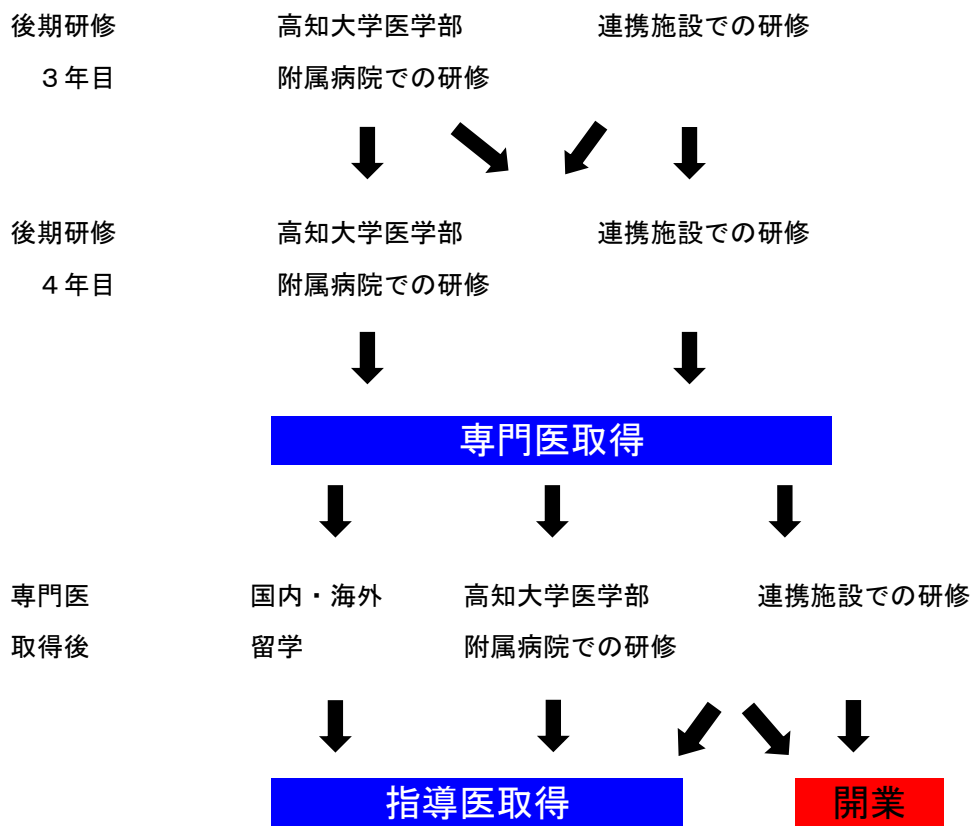 後期研修 高知大学医学部 連携施設での研修
３年目 附属病院での研修
後期研修 高知大学医学部 連携施設での研修
４年目 附属病院での研修
専門医取得
専門医 国内・海外 高知大学医学部 連携施設での研修
取得後 留学 附属病院での研修
指導医取得 開業